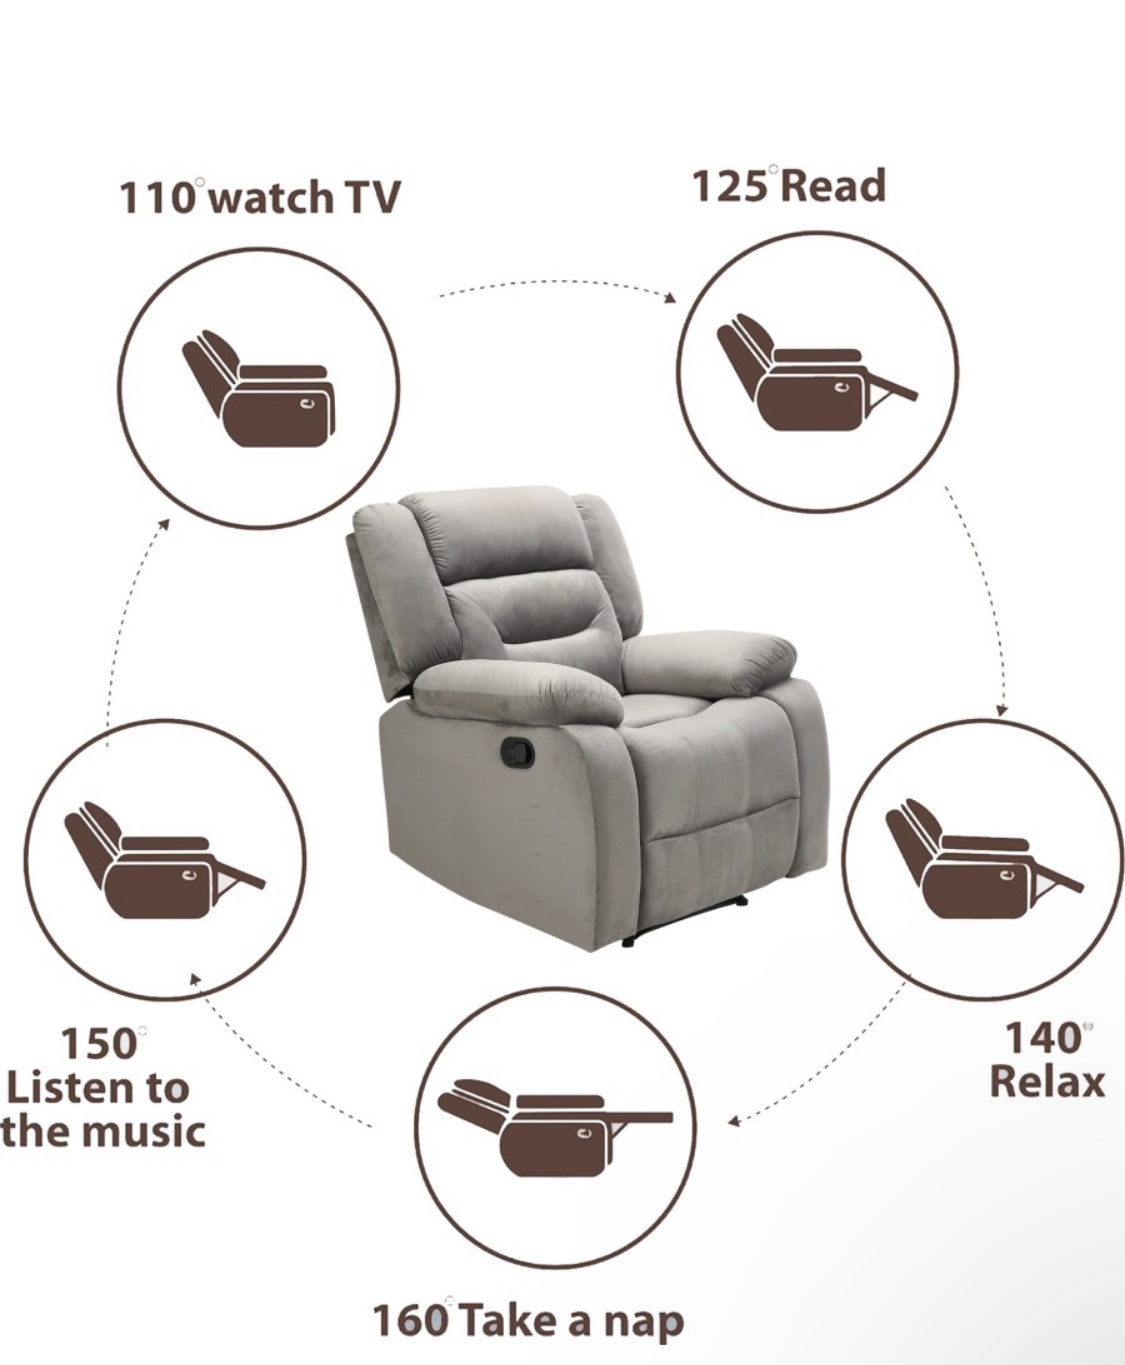 110°watch TV
125°Read
140°
Relax
160°Take a nap
150°
Listen to
the music